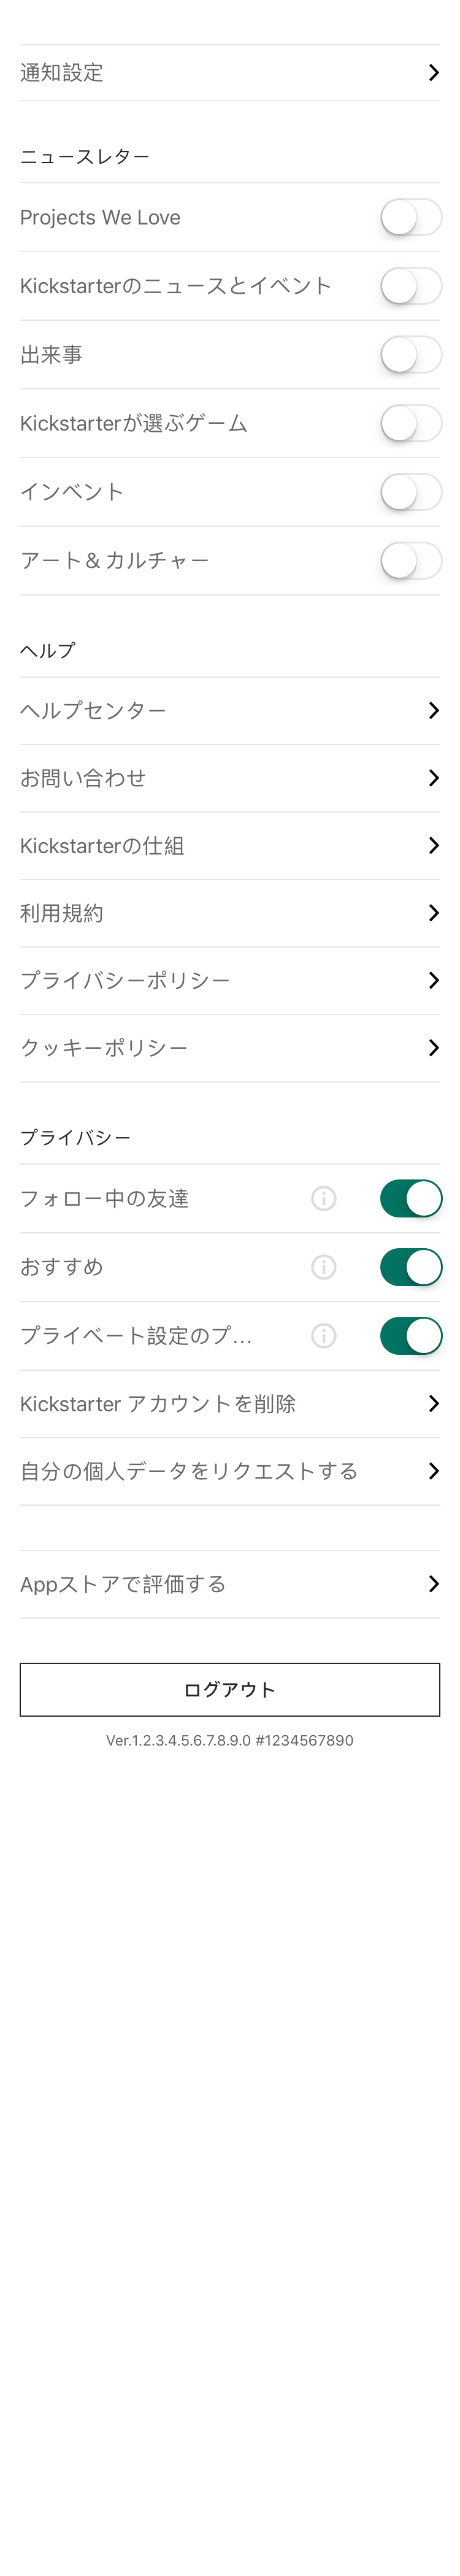 通知設定
ニュースレター
Projects We Love
Kickstarterのニュースとイベント
出来事
Kickstarterが選ぶゲーム
インベント
アート＆カルチャー
ヘルプ
ヘルプセンター
お問い合わせ
Kickstarterの仕組
利用規約
プライバシーポリシー
クッキーポリシー
プライバシー
フォロー中の友達
おすすめ
プライベート設定のプ...
Kickstarter アカウントを削除
自分の個人データをリクエストする
Appストアで評価する
ログアウト
Ver.1.2.3.4.5.6.7.8.9.0 #1234567890